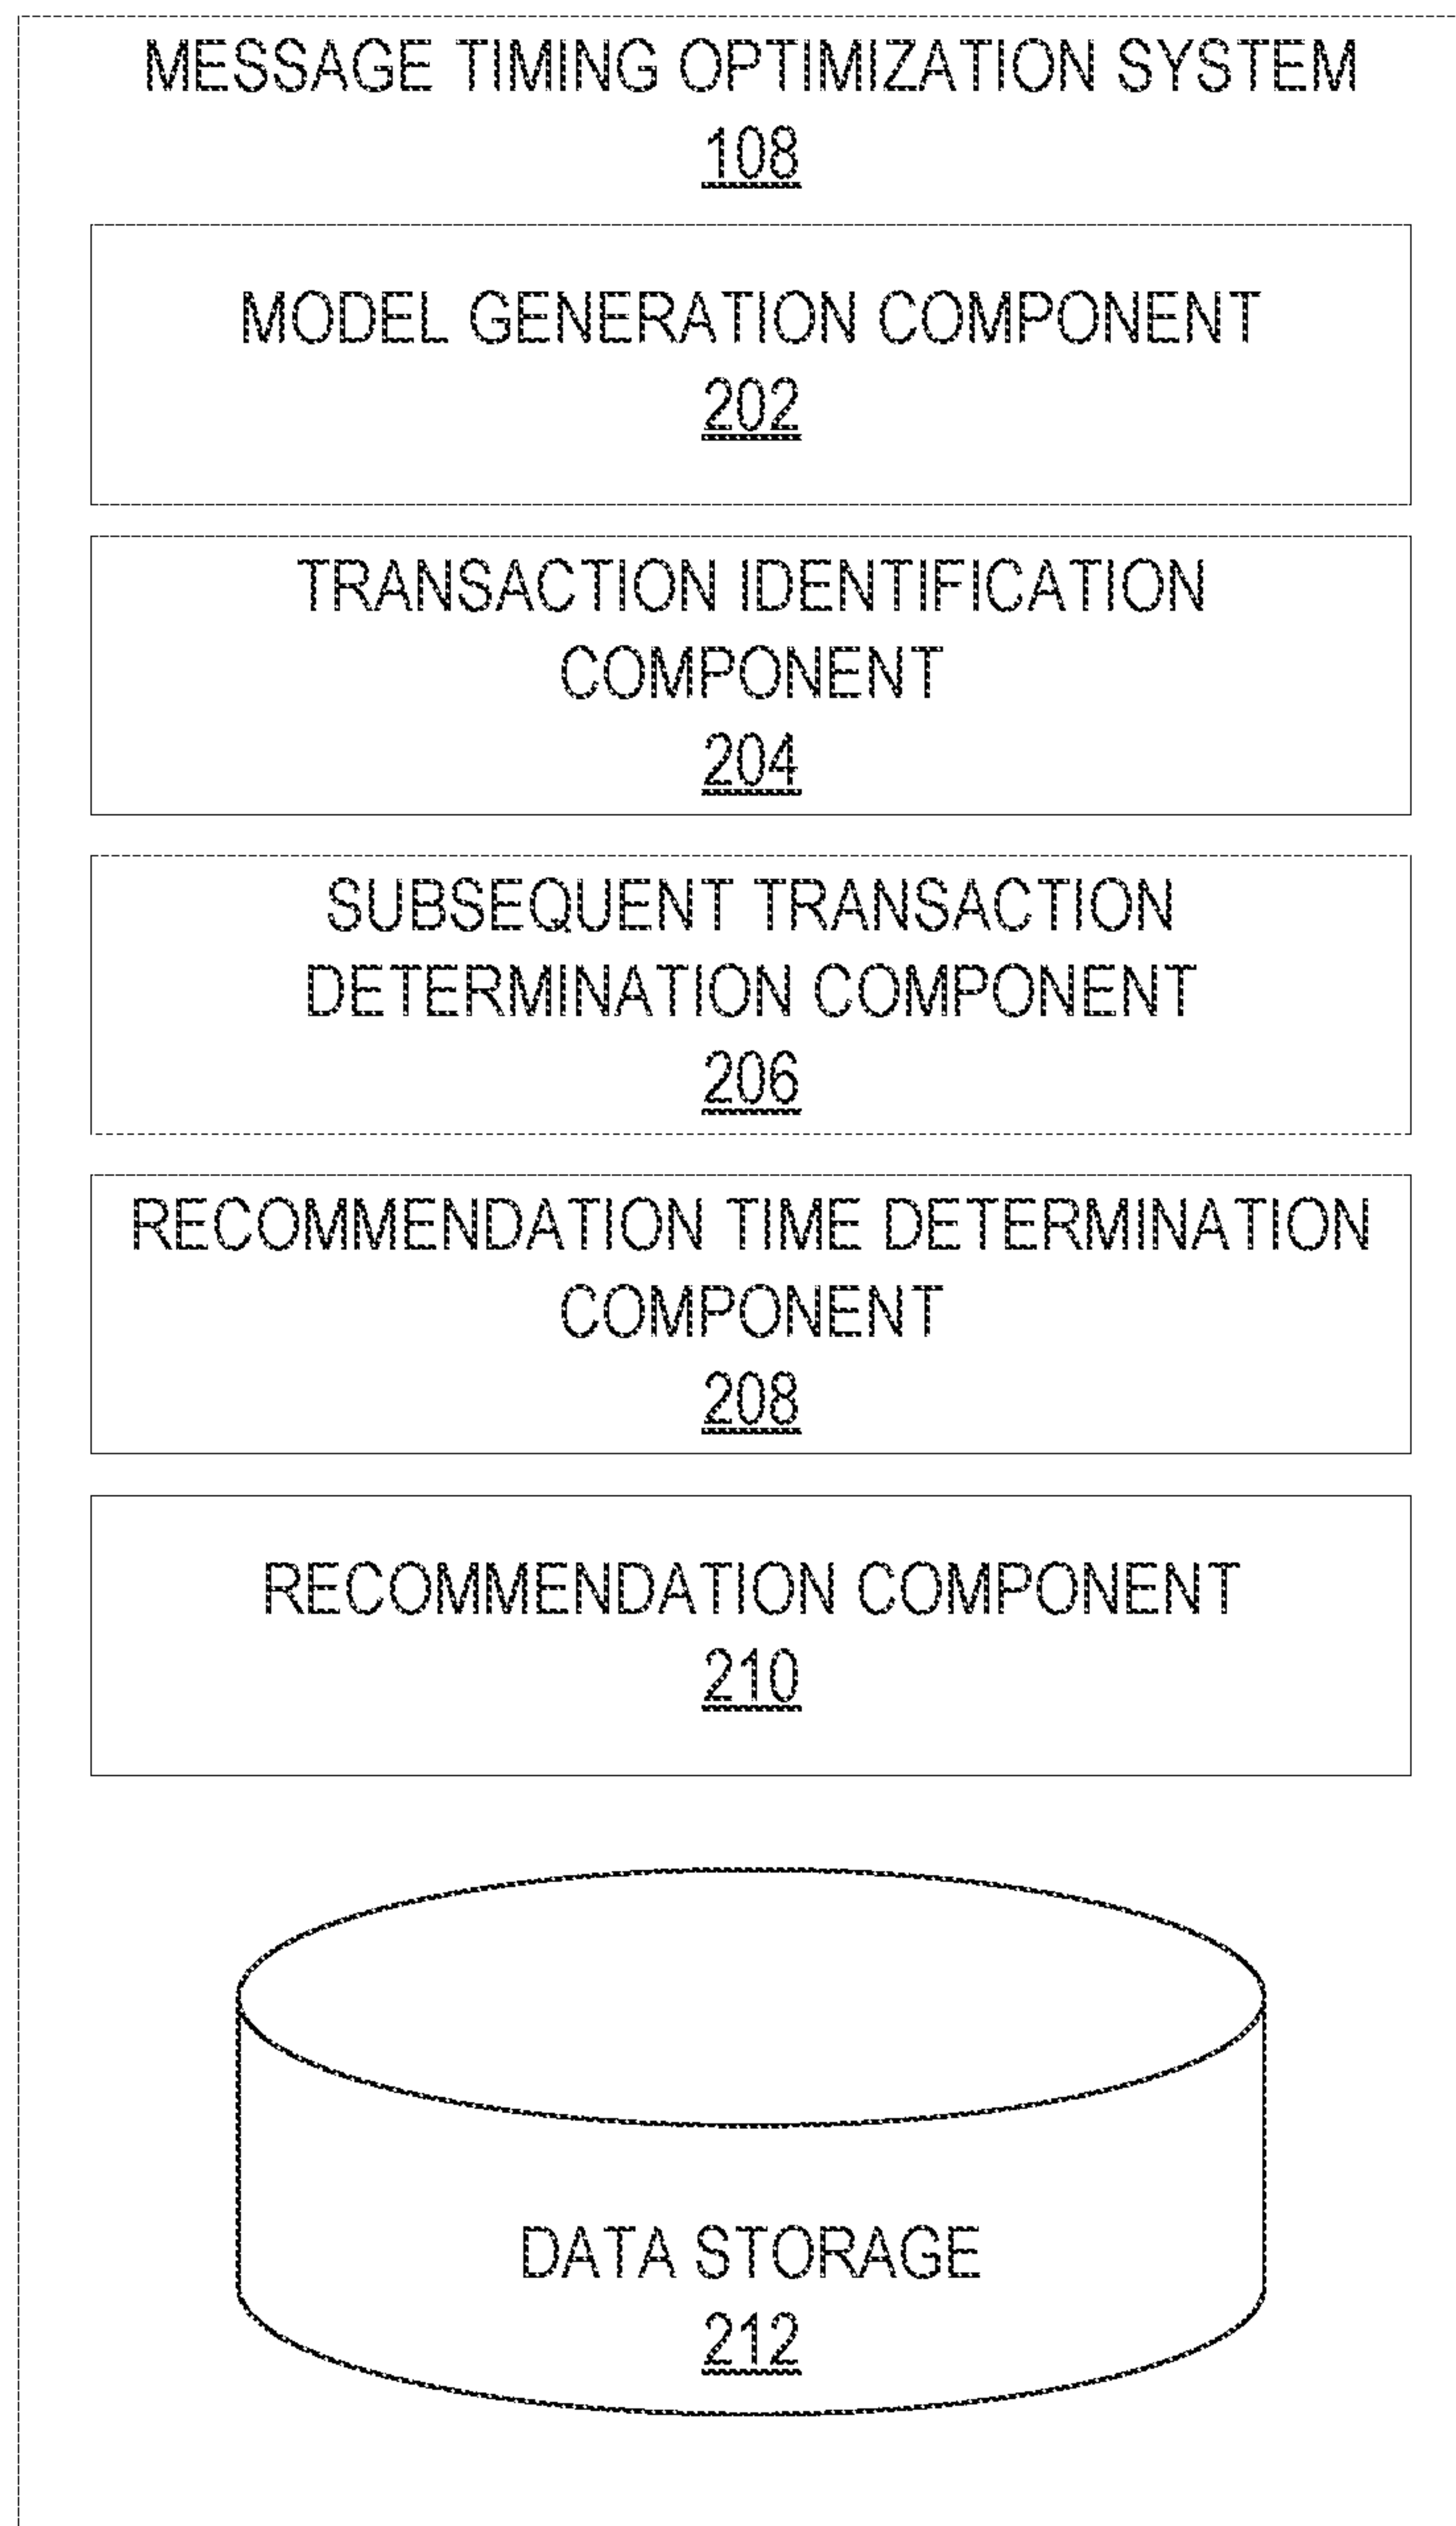 MESSAGE TIMING OPTIMIZATION SYSTEM
108
MODEL GENERATION COMPONENT
202
TRANSACTION IDENTIFICATION
COMPONENT
204
SUBSEQUENT TRANSACTION
DETERMINATION COMPONENT
206
RECOMMENDATION TIME DETERMINATION
COMPONENT
208
RECOMMENDATION COMPONENT
210
DATA STORAGE
212